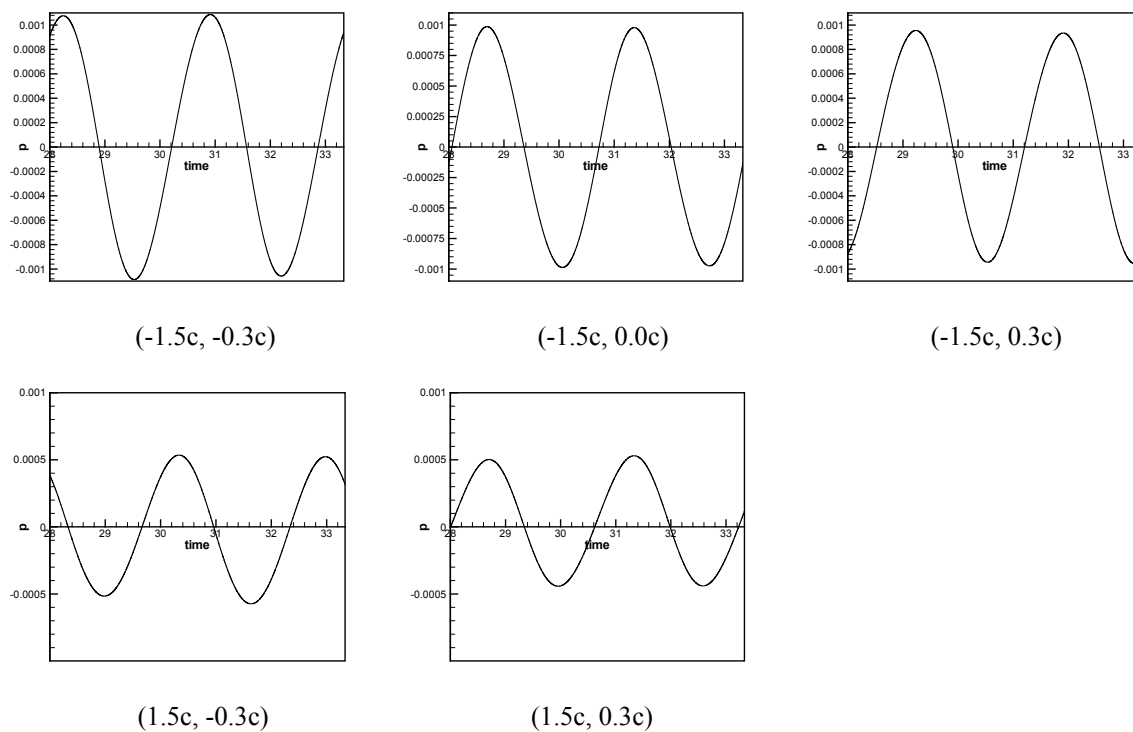 0.001
0.0008
0.0006
0.0004
0.0002
0
-0.0002
-0.0004
-0.0006
-0.0008
-0.001
p
28 29 30 31 32 33
time
(-1.5c, -0.3c)
0.001
0.00075
0.0005
0.00025
0
-0.00025
-0.0005
-0.00075
-0.001
p
28 29 30 31 32 33
time
(-1.5c, 0.0c)
0.001
0.0008
0.0006
0.0004
0.0002
0
-0.0002
-0.0004
-0.0006
-0.0008
-0.001
p
28 29 30 31 32 33
time
(-1.5c, 0.3c)
0.001
0.0005
0
-0.0005
p
28 29 30 31 32 33
time
(1.5c, -0.3c)
0.001
0.0005
0
-0.0005
p
28 29 30 31 32 33
time
(1.5c, 0.3c)